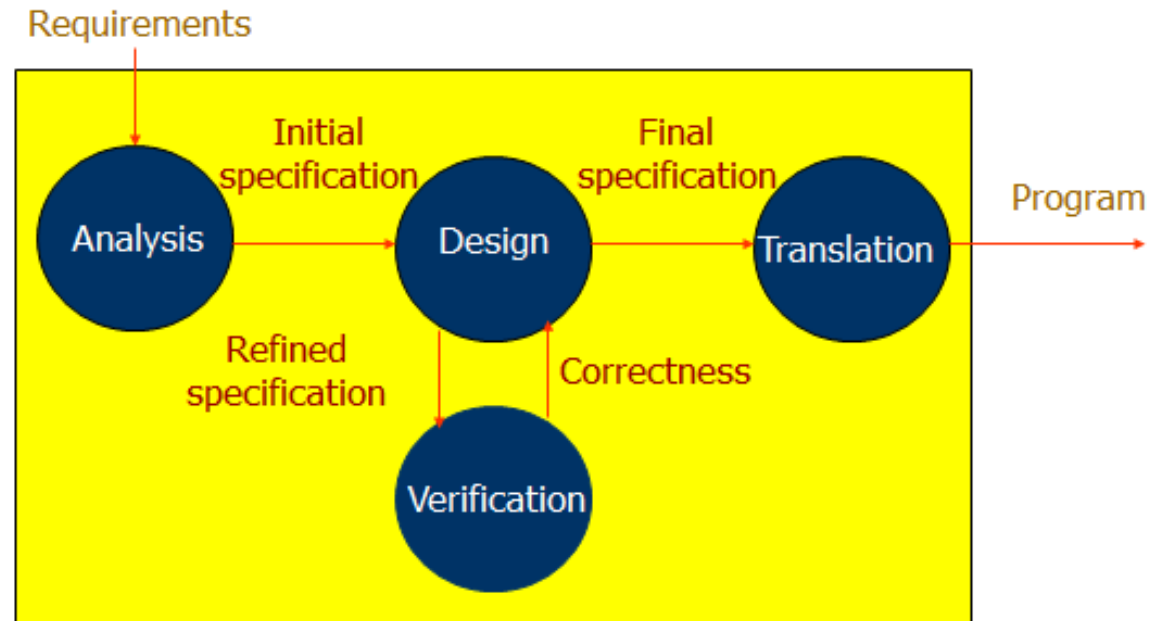 Requirements
Initial
specification
Final
specification
Program
Analysis
Design
Translation
Refined
specification
Correctness
Verification